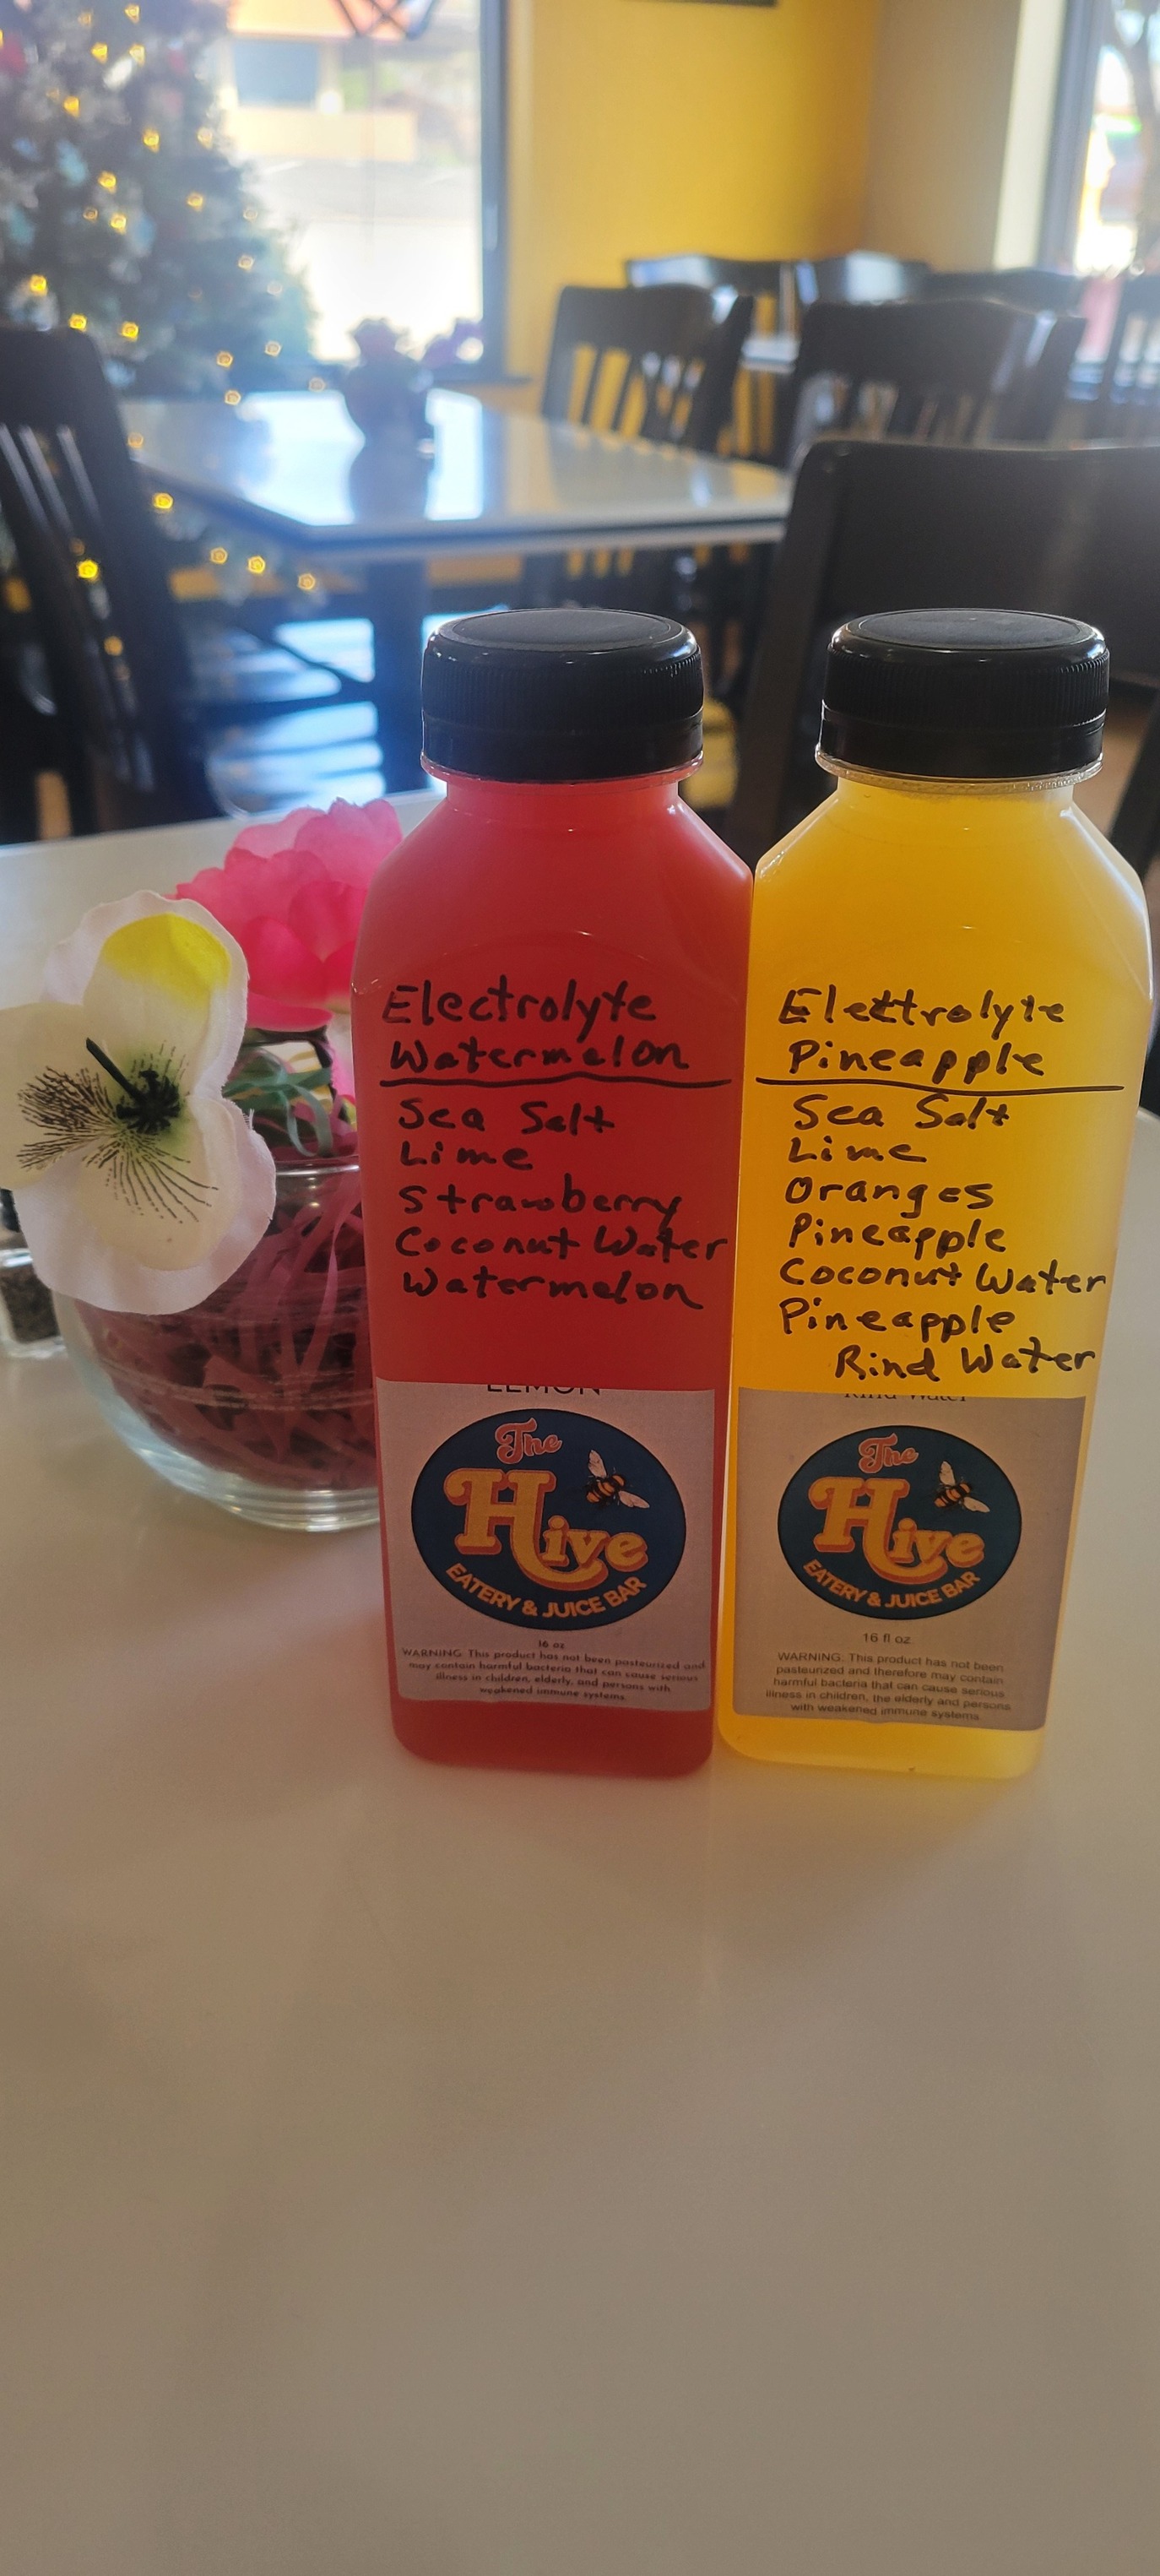 Electrolyte
Watermelon
Sea Salt
Lime
Strawberry
Coconut Water
Watermelon
LEMON
The
Hive
EATERY & JUICE BAR
16 oz
WARNING: This product has not been pasteurized and
may contain harmful bacteria that can cause serious
illness in children, elderly, and persons with
weakened immune systems.
Elettrolyte
Pineapple
Sea Salt
Lime
Oranges
Pineapple
Coconut Water
Pineapple
Rind Water
Rind Water
The
Hive
EATERY & JUICE BAR
16 fl oz
WARNING: This product has not been
pasteurized and therefore may contain
harmful bacteria that can cause serious
illness in children, the elderly and persons
with weakened immune systems.